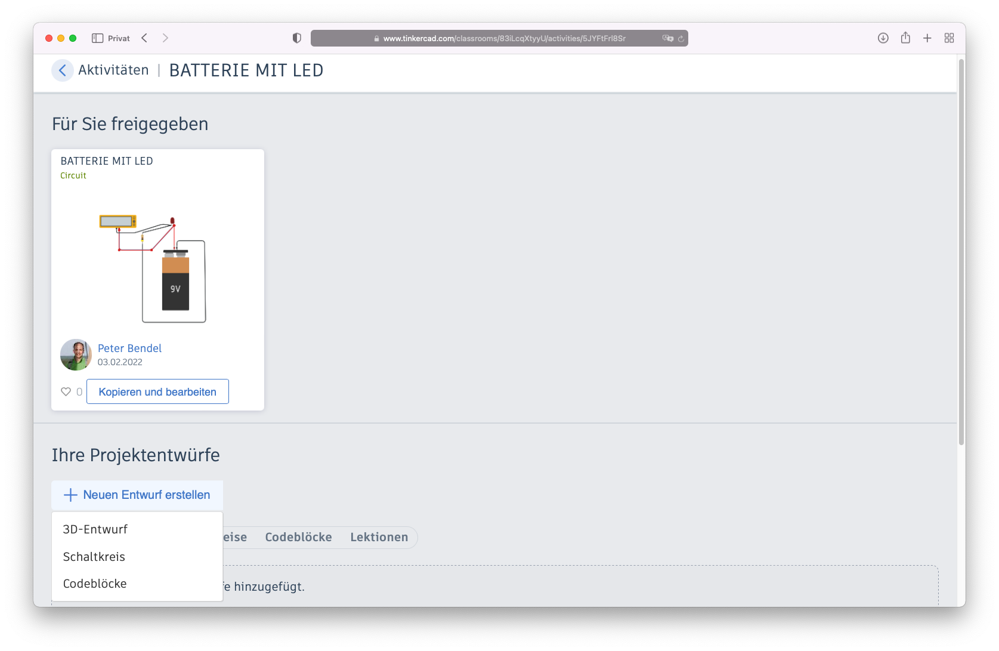 Privat
www.tinkercad.com/classrooms/83iLcqXtyyU/activities/5JYFtFrl8Sr
Aktivitäten | BATTERIE MIT LED
Für Sie freigegeben
BATTERIE MIT LED
Circuit
9V
Peter Bendel
03.02.2022
0 Kopieren und bearbeiten
Ihre Projektentwürfe
Neuen Entwurf erstellen
3D-Entwurf
eise Codeblöcke Lektionen
Schaltkreis
Codeblöcke
fe hinzugefügt.